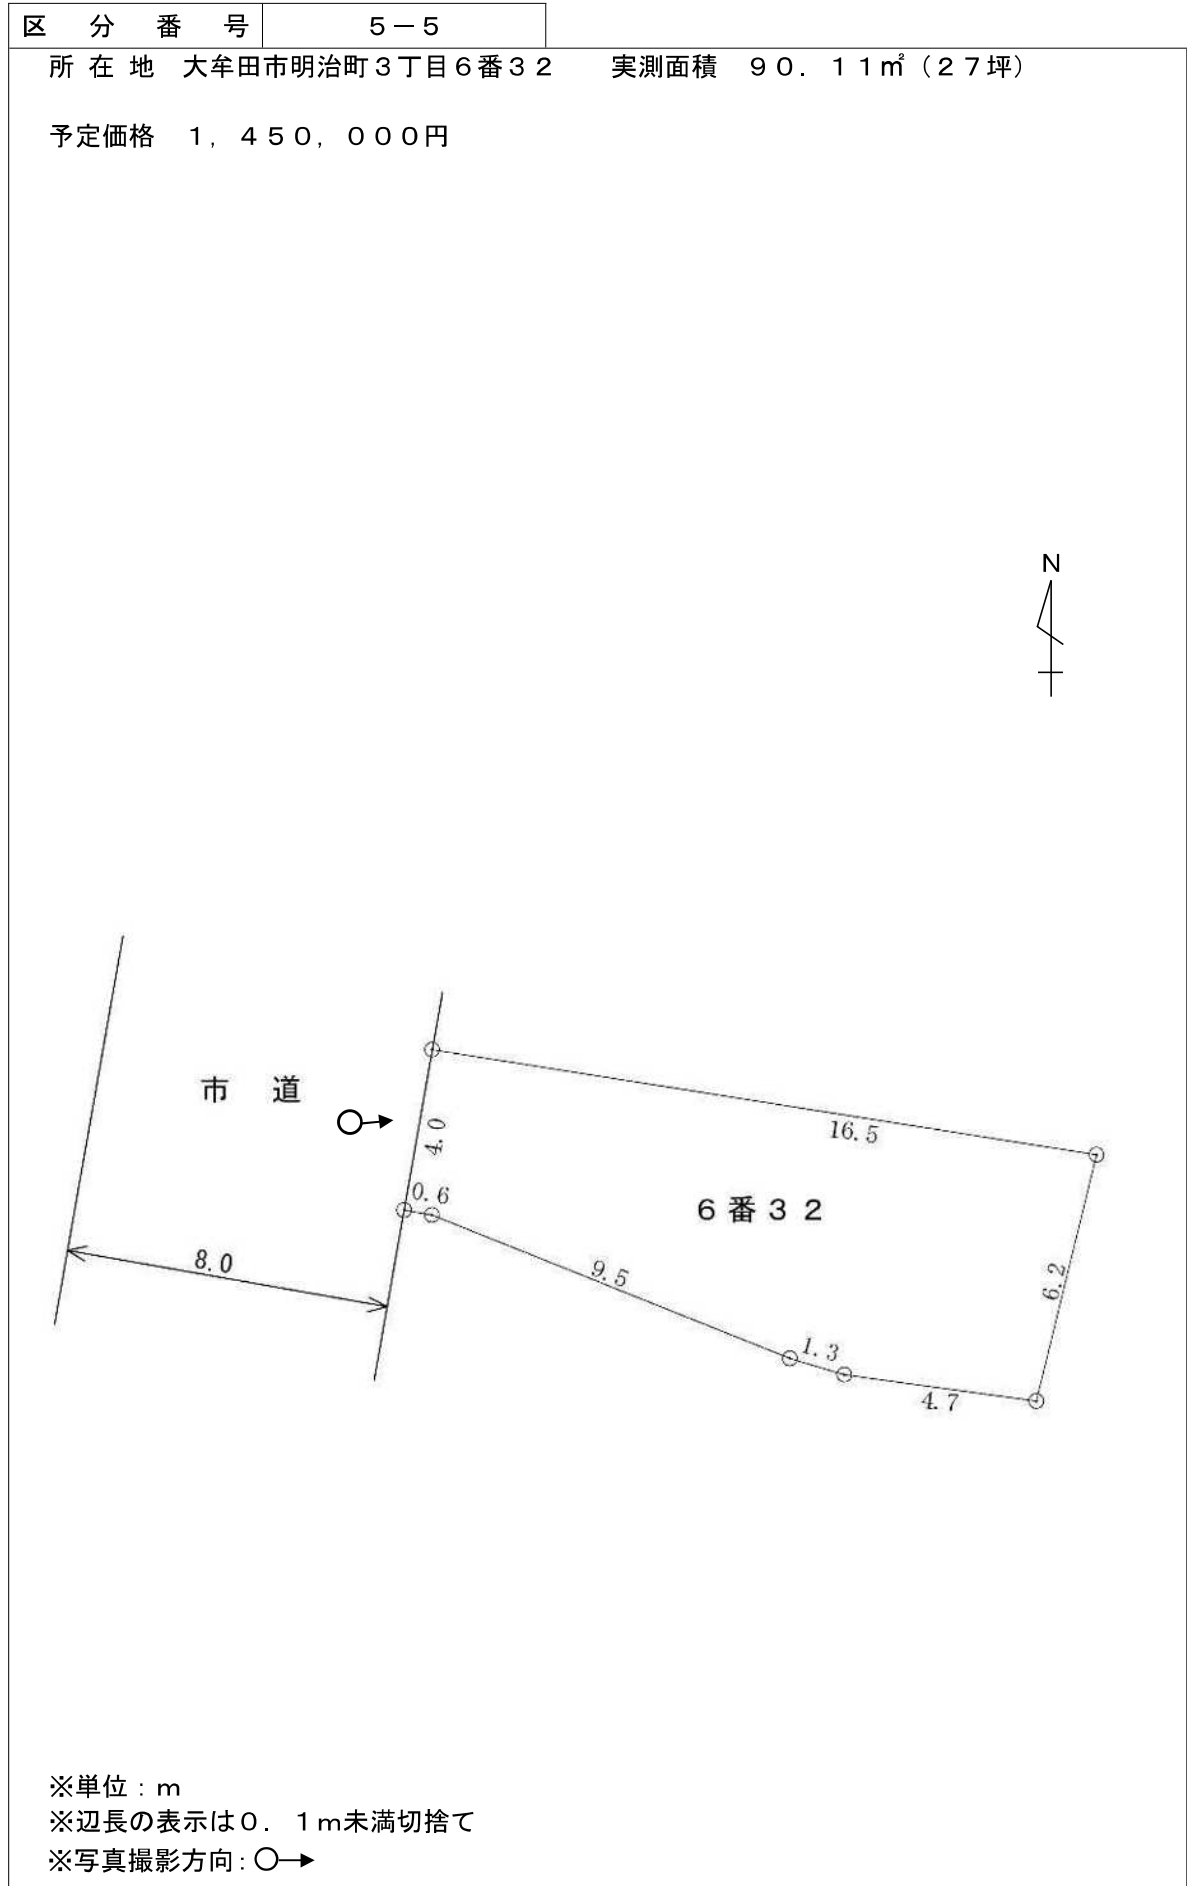 区 分 番 号 ５－５
所 在 地 大牟田市明治町３丁目６番３２ 実測面積 ９０．１１㎡（２７坪）
予定価格 １，４５０，０００円
N
市 道
4.0
16.5
0.6
6番32
8.0
9.5
6.2
1.3
4.7
※単位：ｍ
※辺長の表示は０．１ｍ未満切捨て
※写真撮影方向：○→